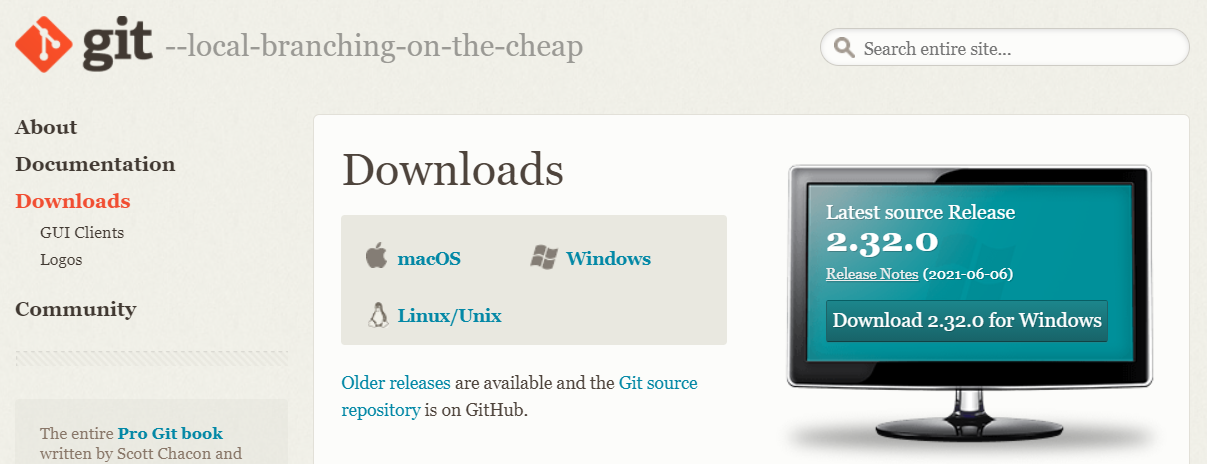 git --local-branching-on-the-cheap
Search entire site...
About
Documentation
Downloads
GUI Clients
Logos
Community
The entire Pro Git book
written by Scott Chacon and
Downloads
macOS
Windows
Linux/Unix
Older releases are available and the Git source
repository is on GitHub.
Latest source Release
2.32.0
Release Notes (2021-06-06)
Download 2.32.0 for Windows